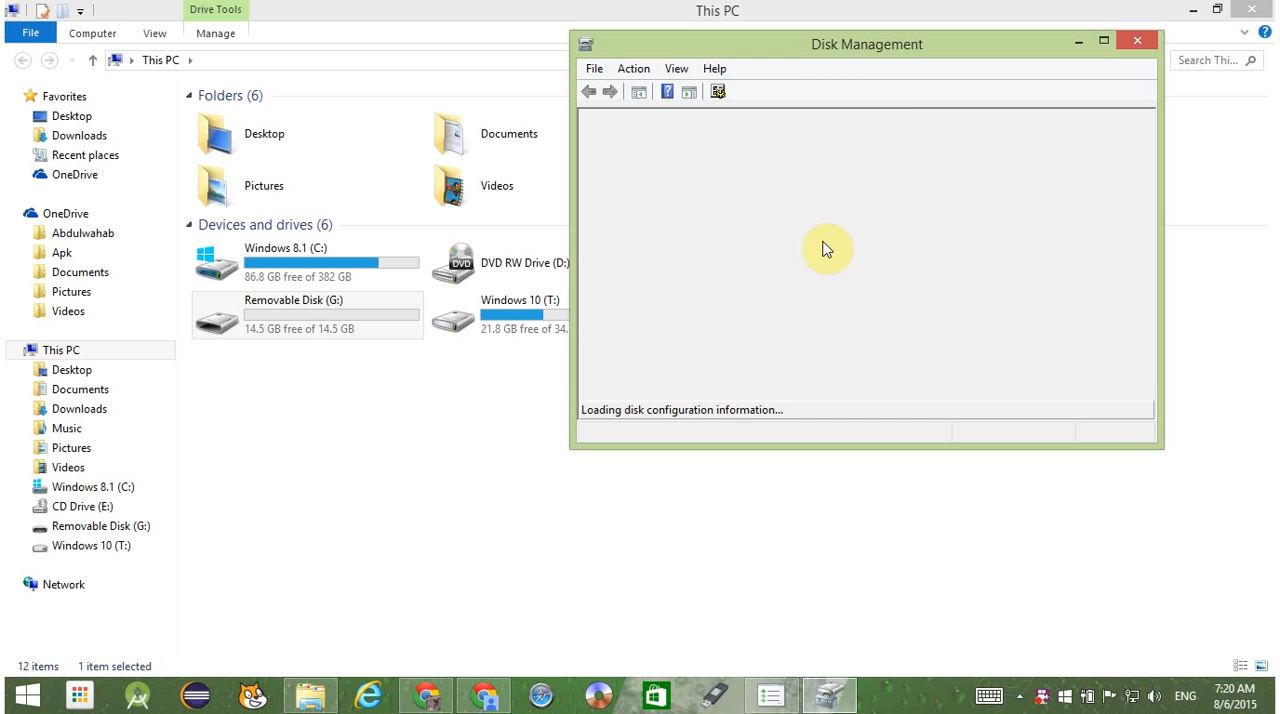 Drive Tools
This PC
File
Computer
View
Manage
This PC
Search Thi...
Favorites
Desktop
Downloads
Recent places
OneDrive
OneDrive
Abdulwahab
Apk
Documents
Pictures
Videos
This PC
Desktop
Documents
Downloads
Music
Pictures
Videos
Windows 8.1 (C:)
CD Drive (E:)
Removable Disk (G:)
Windows 10 (T:)
Network
Folders (6)
Desktop
Documents
Pictures
Videos
Devices and drives (6)
Windows 8.1 (C:)
86.8 GB free of 382 GB
DVD
DVD RW Drive (D:)
Removable Disk (G:)
14.5 GB free of 14.5 GB
Windows 10 (T:)
21.8 GB free of 34.
Disk Management
File
Action
View
Help
Loading disk configuration information...
12 items
1 item selected
ENG
7:20 AM
8/6/2015